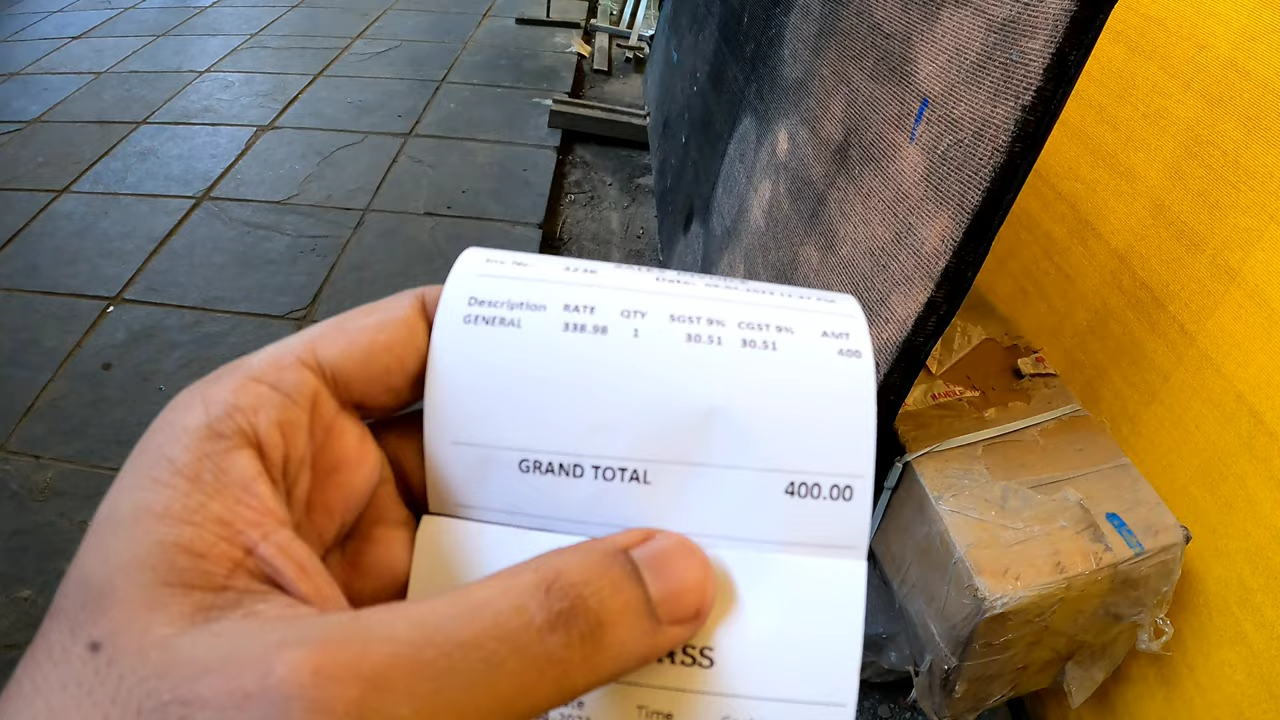 Description RATE QTY SGST 9% CGST 9% AMT
GENERAL 338.98 1 30.51 30.51 400
GRAND TOTAL 400.00
Time